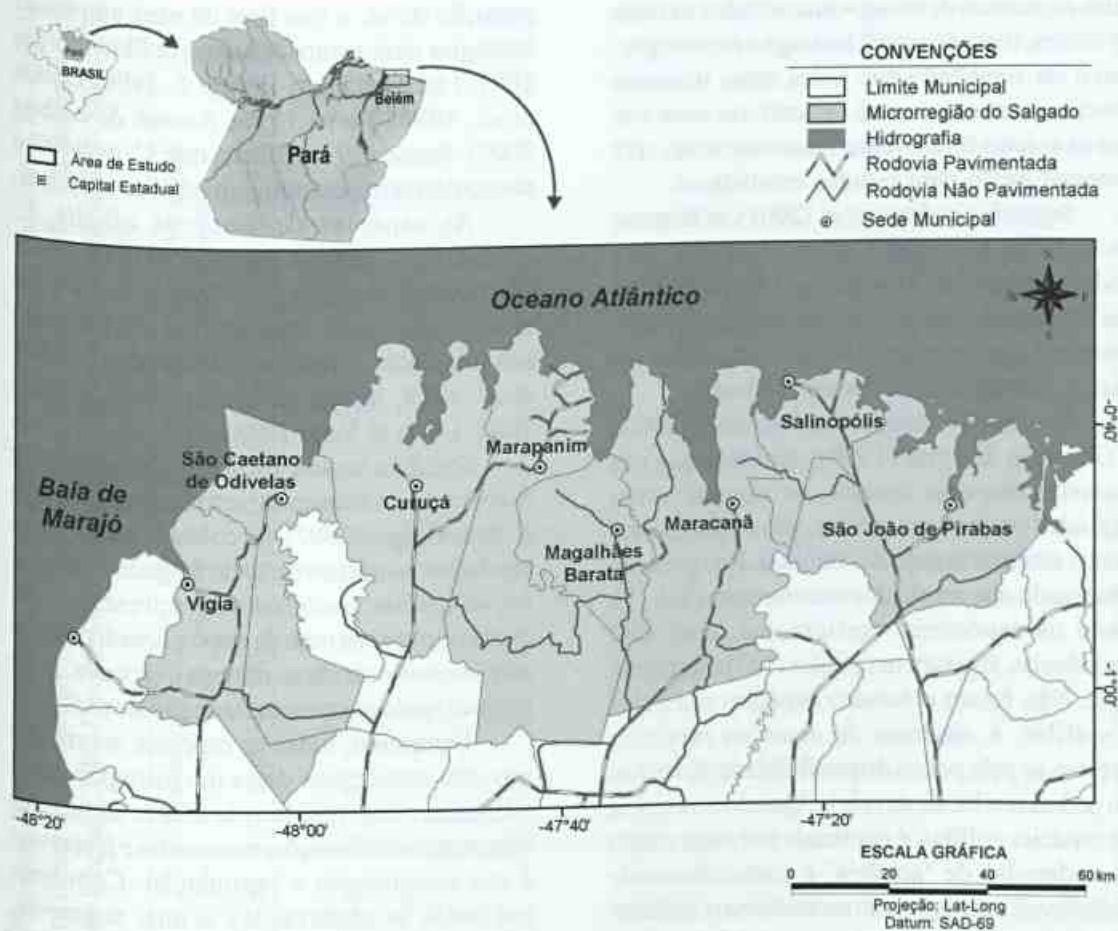 Pará
BRASIL
Belém
Pará
Área de Estudo
Capital Estadual
CONVENÇÕES
Limite Municipal
Microrregião do Salgado
Hidrografia
Rodovia Pavimentada
Rodovia Não Pavimentada
Sede Municipal
Oceano Atlântico
Baía de
Marajó
São Caetano
de Odivelas
Vigia
Curuçá
Marapanim
Magalhães
Barata
Maracanã
Salinopólis
São João de Pirabas
-0°40'
-1°00'
-48°20'
-48°00'
-47°40'
-47°20'
ESCALA GRÁFICA
0 20 40 60 km
Projeção: Lat-Long
Datum: SAD-69